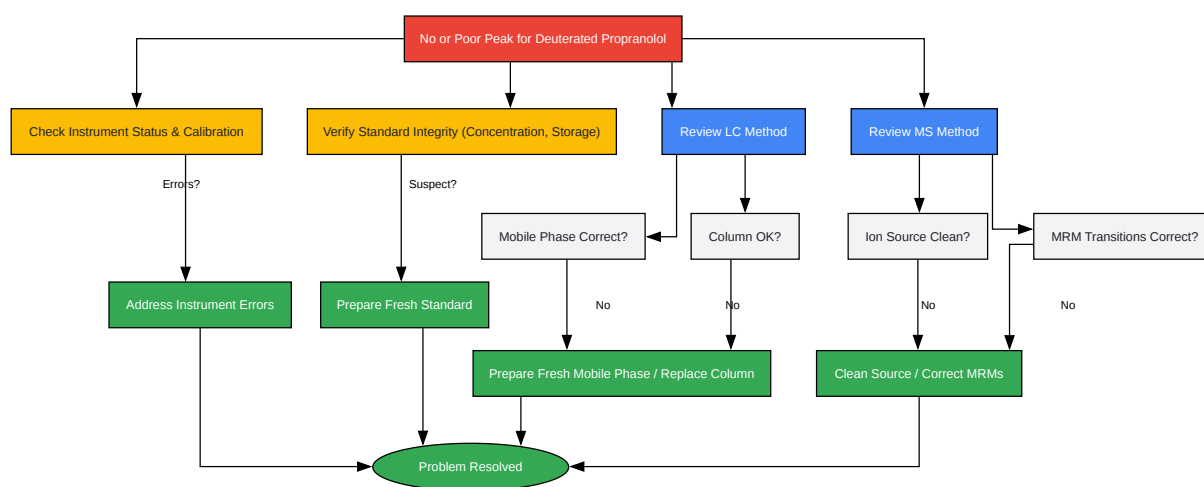 No or Poor Peak for Deuterated Propranolol
Check Instrument Status & Calibration
Verify Standard Integrity (Concentration, Storage)
Review LC Method
Review MS Method
Errors?
Suspect?
Mobile Phase Correct?
Column OK?
Ion Source Clean?
MRM Transitions Correct?
Address Instrument Errors
Prepare Fresh Standard
No
No
No
No
Prepare Fresh Mobile Phase / Replace Column
Clean Source / Correct MRMs
Problem Resolved